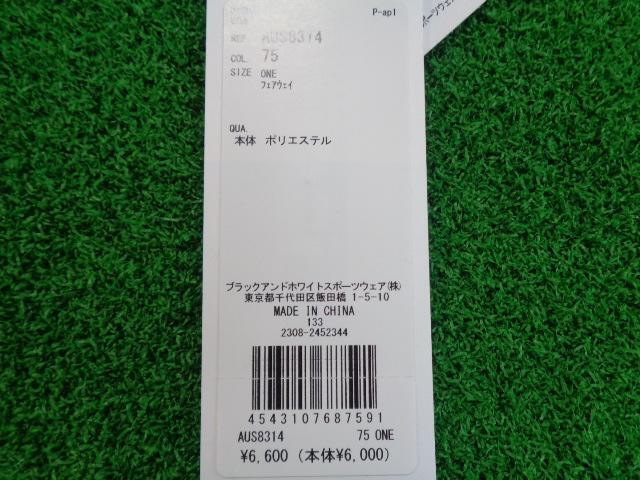 P-apl
REF. AUS8314
COL. 75
SIZE ONE
フェアウェイ
QUA.
本体 ポリエステル
ブラックアンドホワイトスポーツウェア(株)
東京都千代田区飯田橋 1-5-10
MADE IN CHINA
133
2308-2452344
4543107687591
AUS8314 75 ONE
¥6,600 (本体¥6,000)